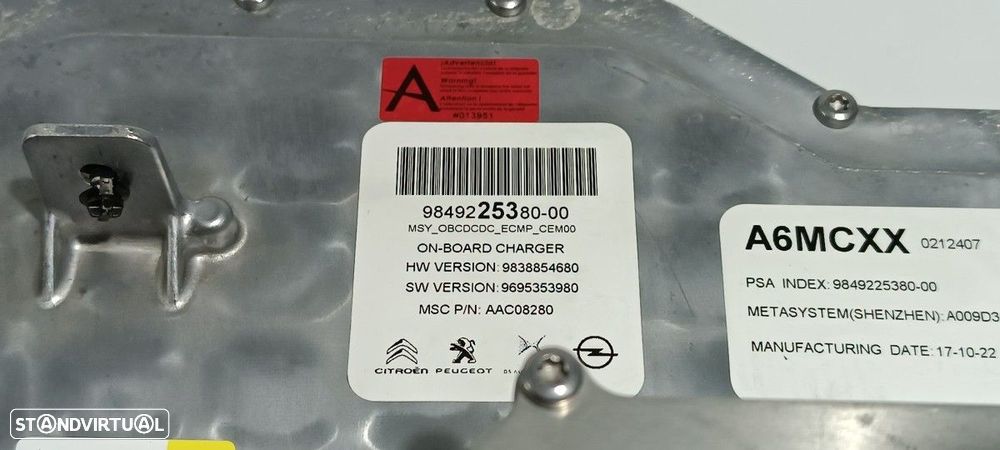 ¡Advertencia!
A
Warning!
Attention !
#013951
9849225380-00
MSY_OBCDCDC_ECMP_CEM00
ON-BOARD CHARGER
HW VERSION: 9838854680
SW VERSION: 9695353980
MSC P/N: AAC08280
CITROËN PEUGEOT
A6MCXX 0212407
PSA INDEX: 9849225380-00
METASYSTEM(SHENZHEN): A009D3
MANUFACTURING DATE: 17-10-22
STANDVIRTUAL